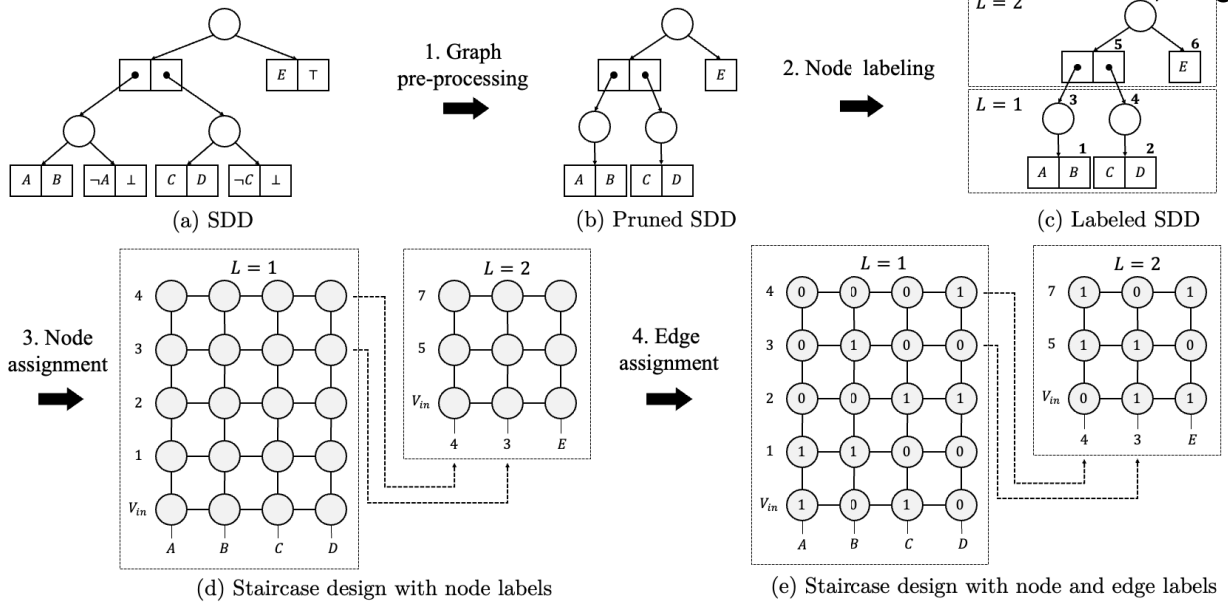 L = 2
1. Graph
pre-processing
2. Node labeling
E ⊤
E
5
6
L = 1
3
4
A B ¬A ⊥ C D ¬C ⊥
A B C D
1
2
A B C D
(a) SDD
(b) Pruned SDD
(c) Labeled SDD
3. Node
assignment
L = 1
4
3
2
1
V_in
A B C D
L = 2
7
5
V_in
4 3 E
(d) Staircase design with node labels
4. Edge
assignment
L = 1
4 0 0 0 1
3 0 1 0 0
2 0 0 1 1
1 1 1 0 0
V_in 1 0 1 0
A B C D
L = 2
7 1 0 1
5 1 1 0
V_in 0 1 1
4 3 E
(e) Staircase design with node and edge labels